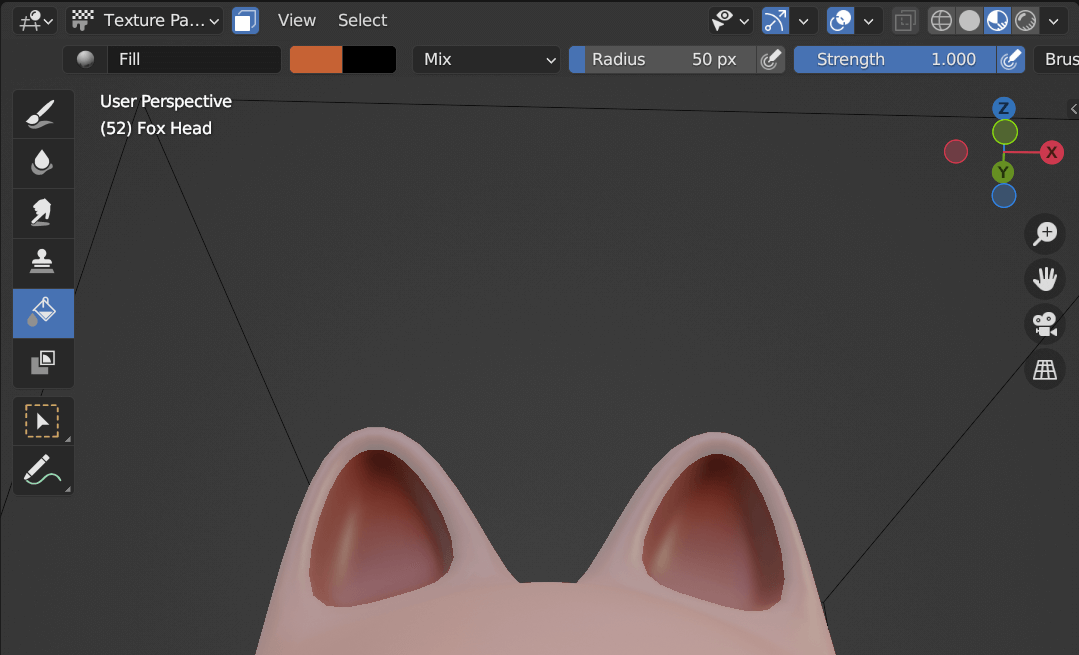 Texture Pa... View Select
Fill Mix Radius 50 px Strength 1.000 Brus
User Perspective
(52) Fox Head
Z
X
Y